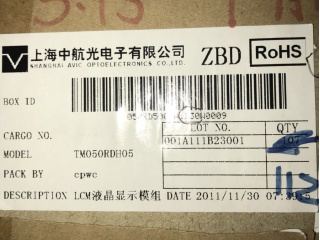 上海中航光电子有限公司 ZBD RoHS
SHANGHAI AVIC OPTOELECTRONICS CO.,LTD
BOX ID
CARGO NO. LOT NO. QTY
001A111B23001
MODEL TM050RDH05
PACK BY cpwc
DESCRIPTION LCM液晶显示模组 DATE 2011/11/30